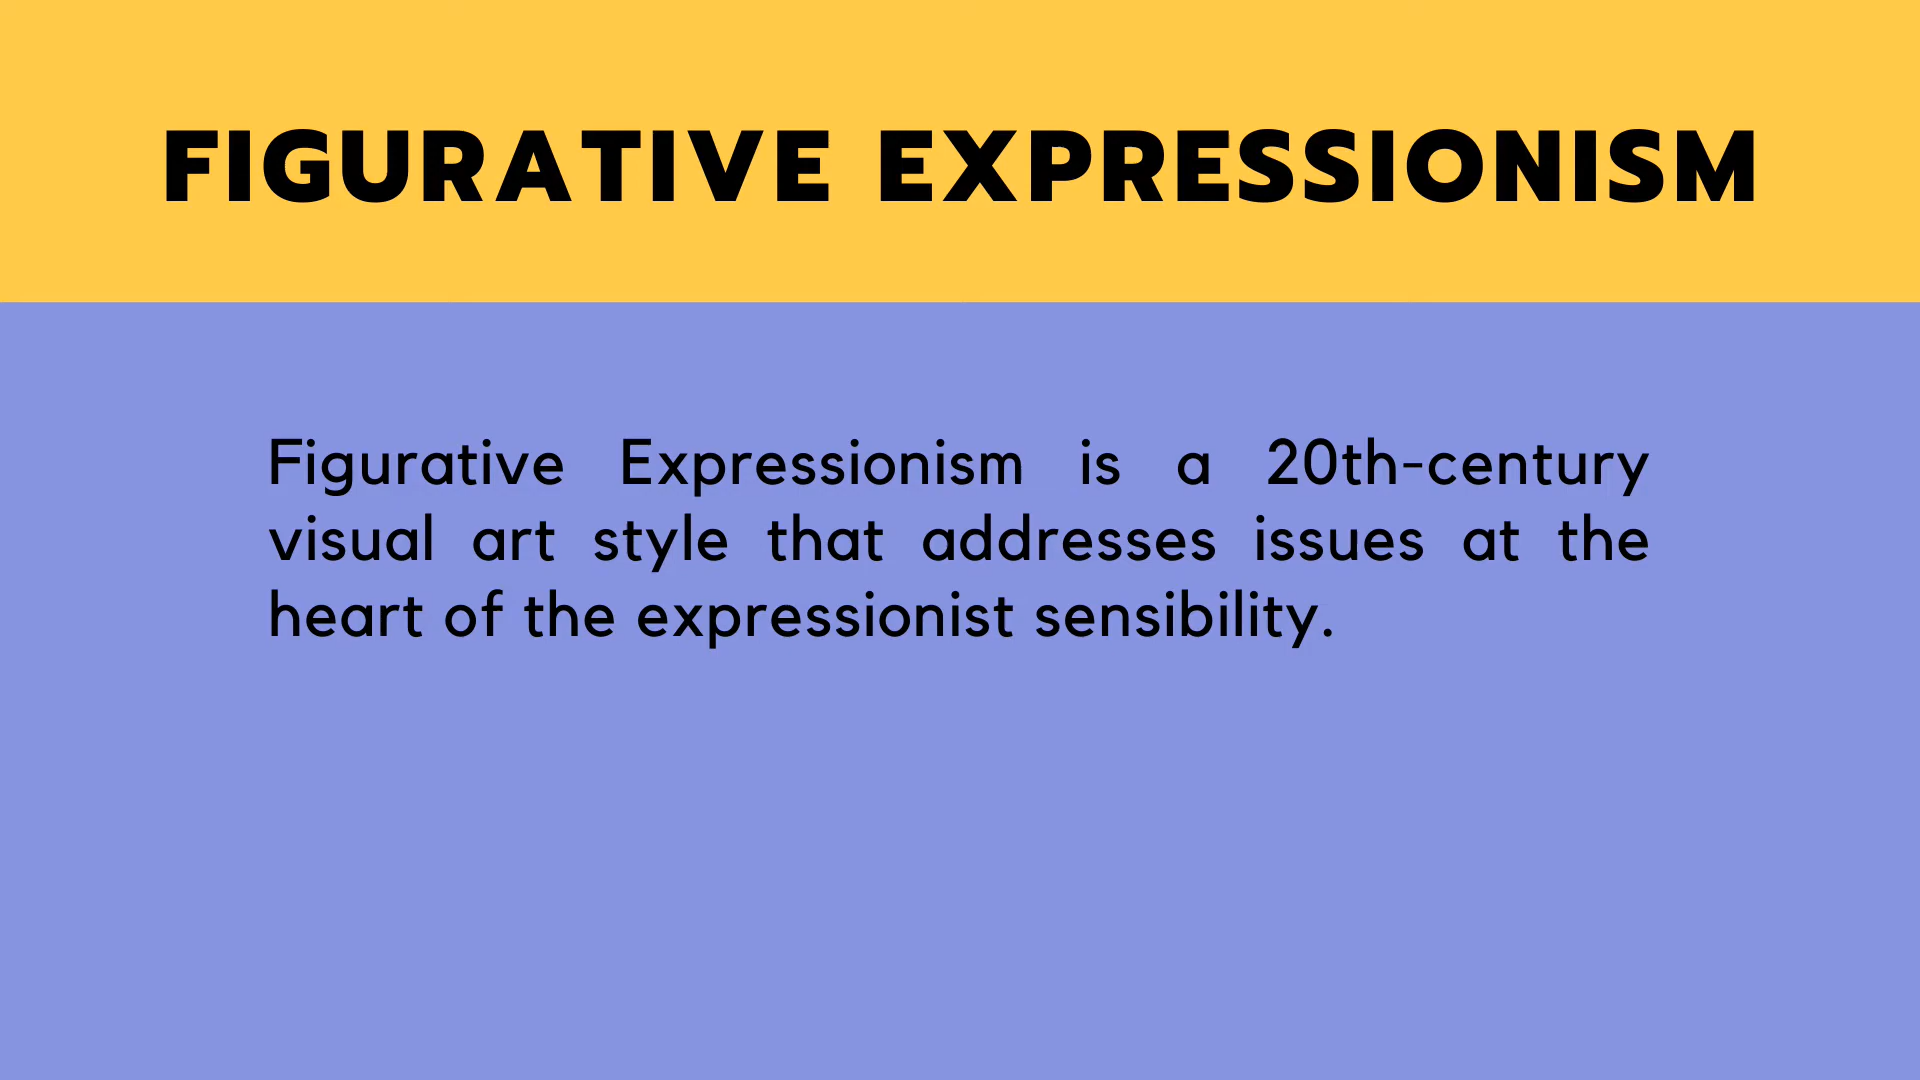 FIGURATIVE EXPRESSIONISM
Figurative Expressionism is a 20th-century
visual art style that addresses issues at the
heart of the expressionist sensibility.